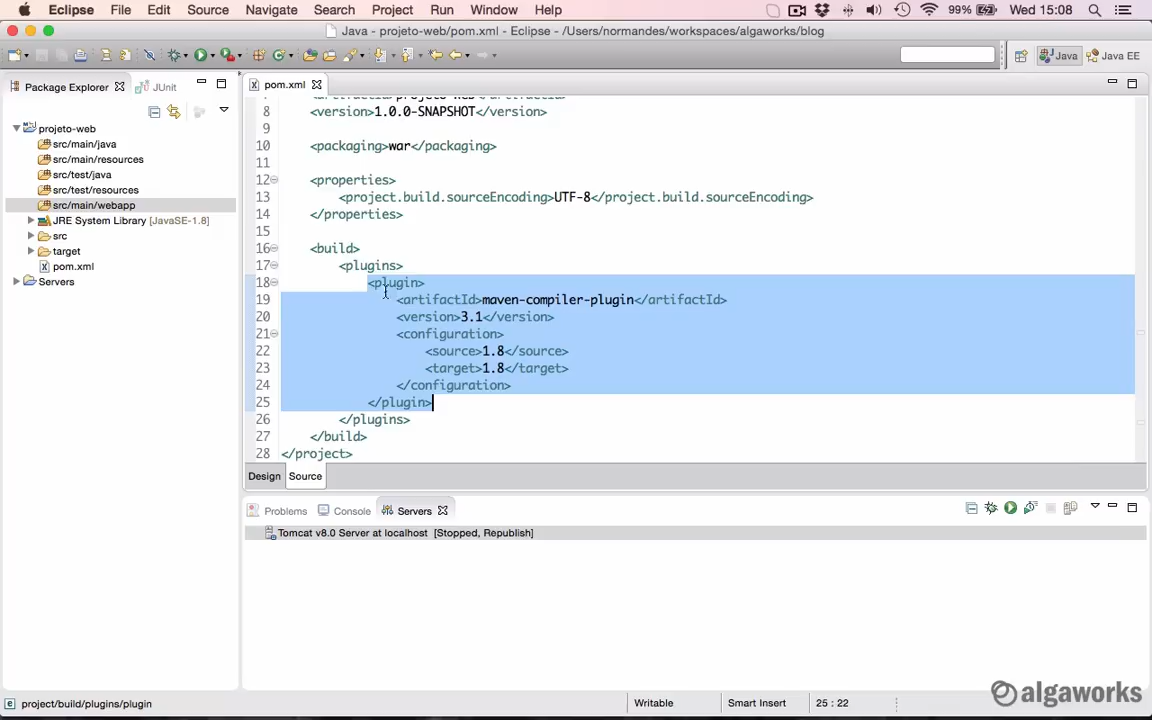 Eclipse File Edit Source Navigate Search Project Run Window Help 99% Wed 15:08
Java - projeto-web/pom.xml - Eclipse - /Users/normandes/workspaces/algaworks/blog
Java Java EE
Package Explorer JUnit
projeto-web
src/main/java
src/main/resources
src/test/java
src/test/resources
src/main/webapp
JRE System Library [JavaSE-1.8]
src
target
pom.xml
Servers
pom.xml
<artifactId>projeto-web</artifactId>
8 <version>1.0.0-SNAPSHOT</version>
9
10 <packaging>war</packaging>
11
12 <properties>
13 <project.build.sourceEncoding>UTF-8</project.build.sourceEncoding>
14 </properties>
15
16 <build>
17 <plugins>
18 <plugin>
19 <artifactId>maven-compiler-plugin</artifactId>
20 <version>3.1</version>
21 <configuration>
22 <source>1.8</source>
23 <target>1.8</target>
24 </configuration>
25 </plugin>
26 </plugins>
27 </build>
28 </project>
Design Source
Problems Console Servers
Tomcat v8.0 Server at localhost [Stopped, Republish]
project/build/plugins/plugin Writable Smart Insert 25 : 22
algaworks